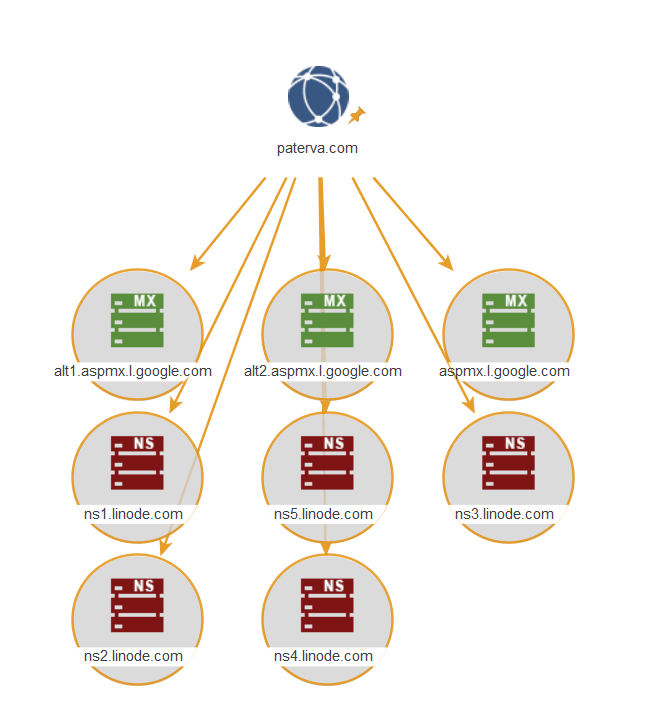 paterva.com
MX
MX
MX
alt1.aspmx.l.google.com
alt2.aspmx.l.google.com
aspmx.l.google.com
NS
NS
NS
ns1.linode.com
ns5.linode.com
ns3.linode.com
NS
NS
ns2.linode.com
ns4.linode.com